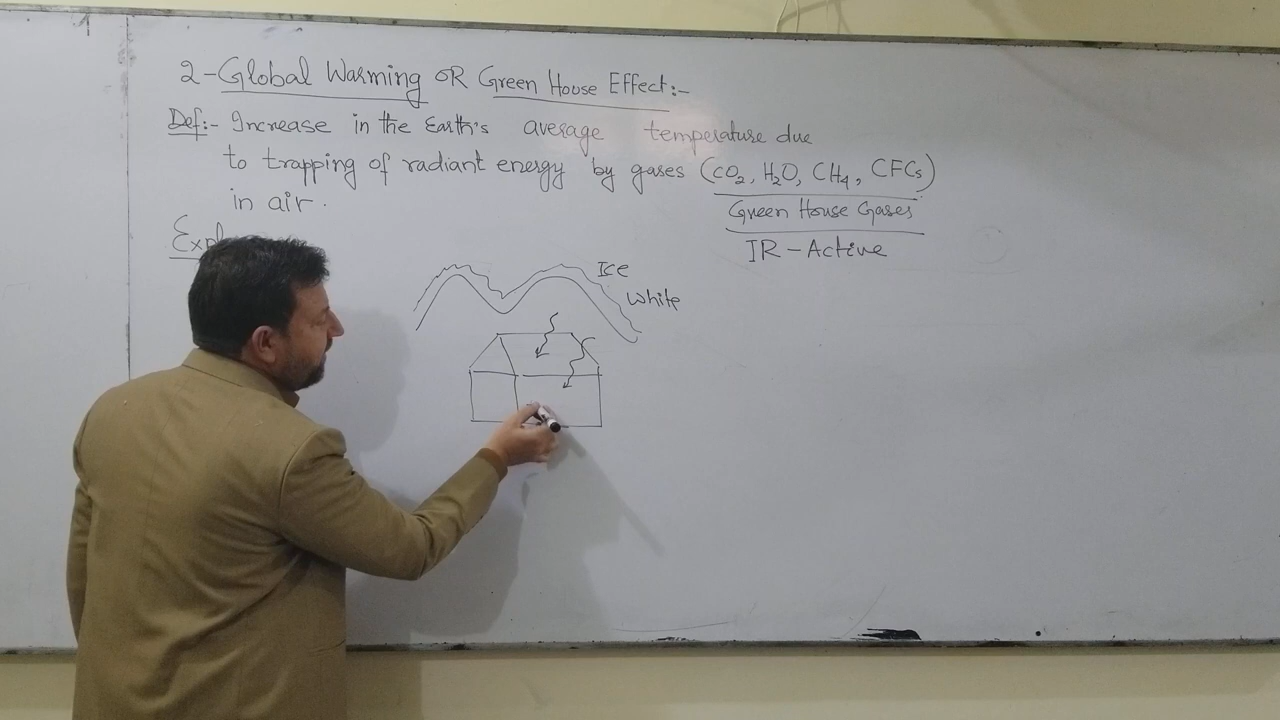 2-Global Warming OR Green House Effect:-
Def:- Increase in the Earth's average temperature due
to trapping of radiant energy by gases (CO2, H2O, CH4, CFCs)
in air.
Green House Gases
IR-Active
Ice
White